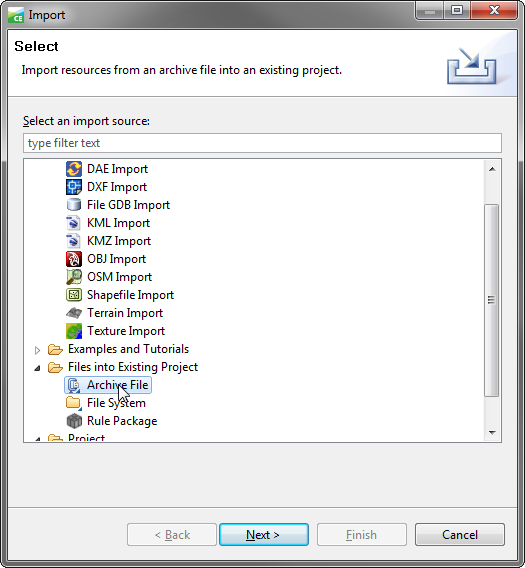 CE Import
Select
Import resources from an archive file into an existing project.
Select an import source:
type filter text
DAE Import
DXF Import
File GDB Import
KML Import
KMZ Import
OBJ Import
OSM Import
Shapefile Import
Terrain Import
Texture Import
Examples and Tutorials
Files into Existing Project
Archive File
File System
Rule Package
Project
< Back
Next >
Finish
Cancel